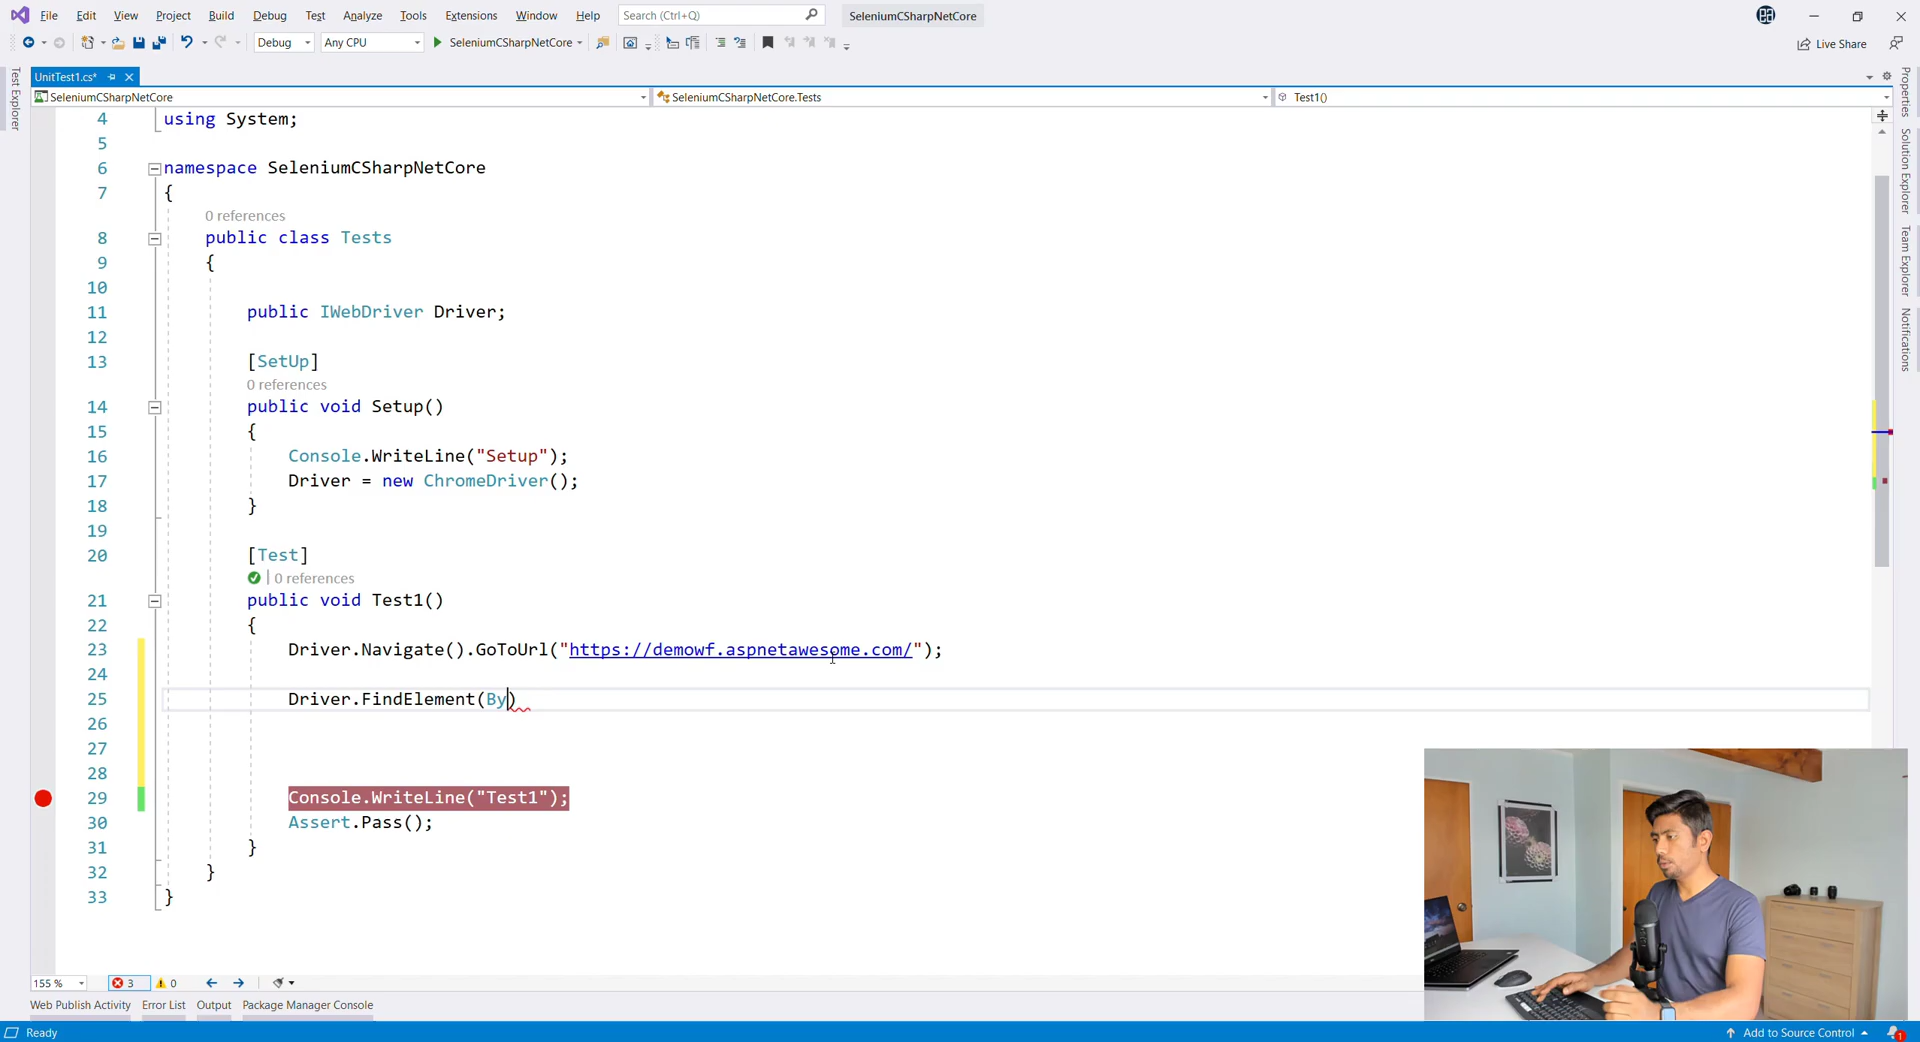 File Edit View Project Build Debug Test Analyze Tools Extensions Window Help Search (Ctrl+Q) SeleniumCSharpNetCore
Debug Any CPU SeleniumCSharpNetCore Live Share
UnitTest1.cs*
SeleniumCSharpNetCore SeleniumCSharpNetCore.Tests Test1()
Test Explorer
Properties
Solution Explorer
Team Explorer
Notifications
4 using System;
5
6 namespace SeleniumCSharpNetCore
7 {
0 references
8 public class Tests
9 {
10
11 public IWebDriver Driver;
12
13 [SetUp]
0 references
14 public void Setup()
15 {
16 Console.WriteLine("Setup");
17 Driver = new ChromeDriver();
18 }
19
20 [Test]
0 references
21 public void Test1()
22 {
23 Driver.Navigate().GoToUrl("https://demowf.aspnetawesome.com/");
24
25 Driver.FindElement(By)
26
27
28
29 Console.WriteLine("Test1");
30 Assert.Pass();
31 }
32 }
33 }
155 % 3 0
Web Publish Activity Error List Output Package Manager Console
Ready Add to Source Control 1